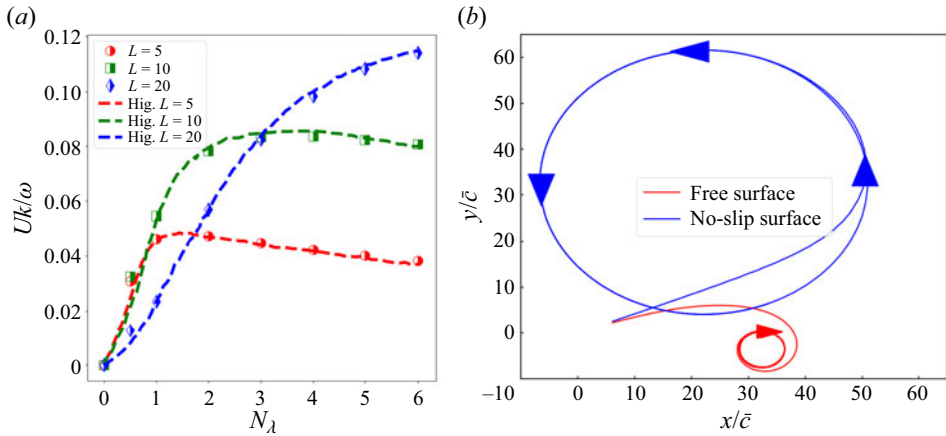 (a)
(b)
Uk/ω
0.12
0.10
0.08
0.06
0.04
0.02
0
L = 5
L = 10
L = 20
Hig. L = 5
Hig. L = 10
Hig. L = 20
0 1 2 3 4 5 6
N_λ
y/c̄
60
50
40
30
20
10
0
–10
Free surface
No-slip surface
0 10 20 30 40 50 60
x/c̄